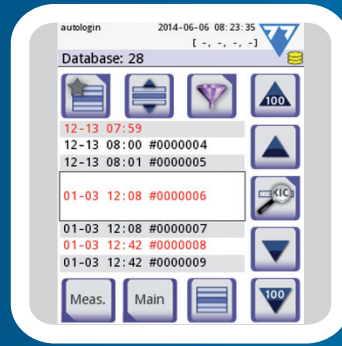 autologin 2014-06-06 08:23:35
[ -, -, -, -]
Database: 28
100
12-13 07:59
12-13 08:00 #0000004
12-13 08:01 #0000005
01-03 12:08 #0000006
KIC
01-03 12:08 #0000007
01-03 12:42 #0000008
01-03 12:42 #0000009
Meas. Main 100